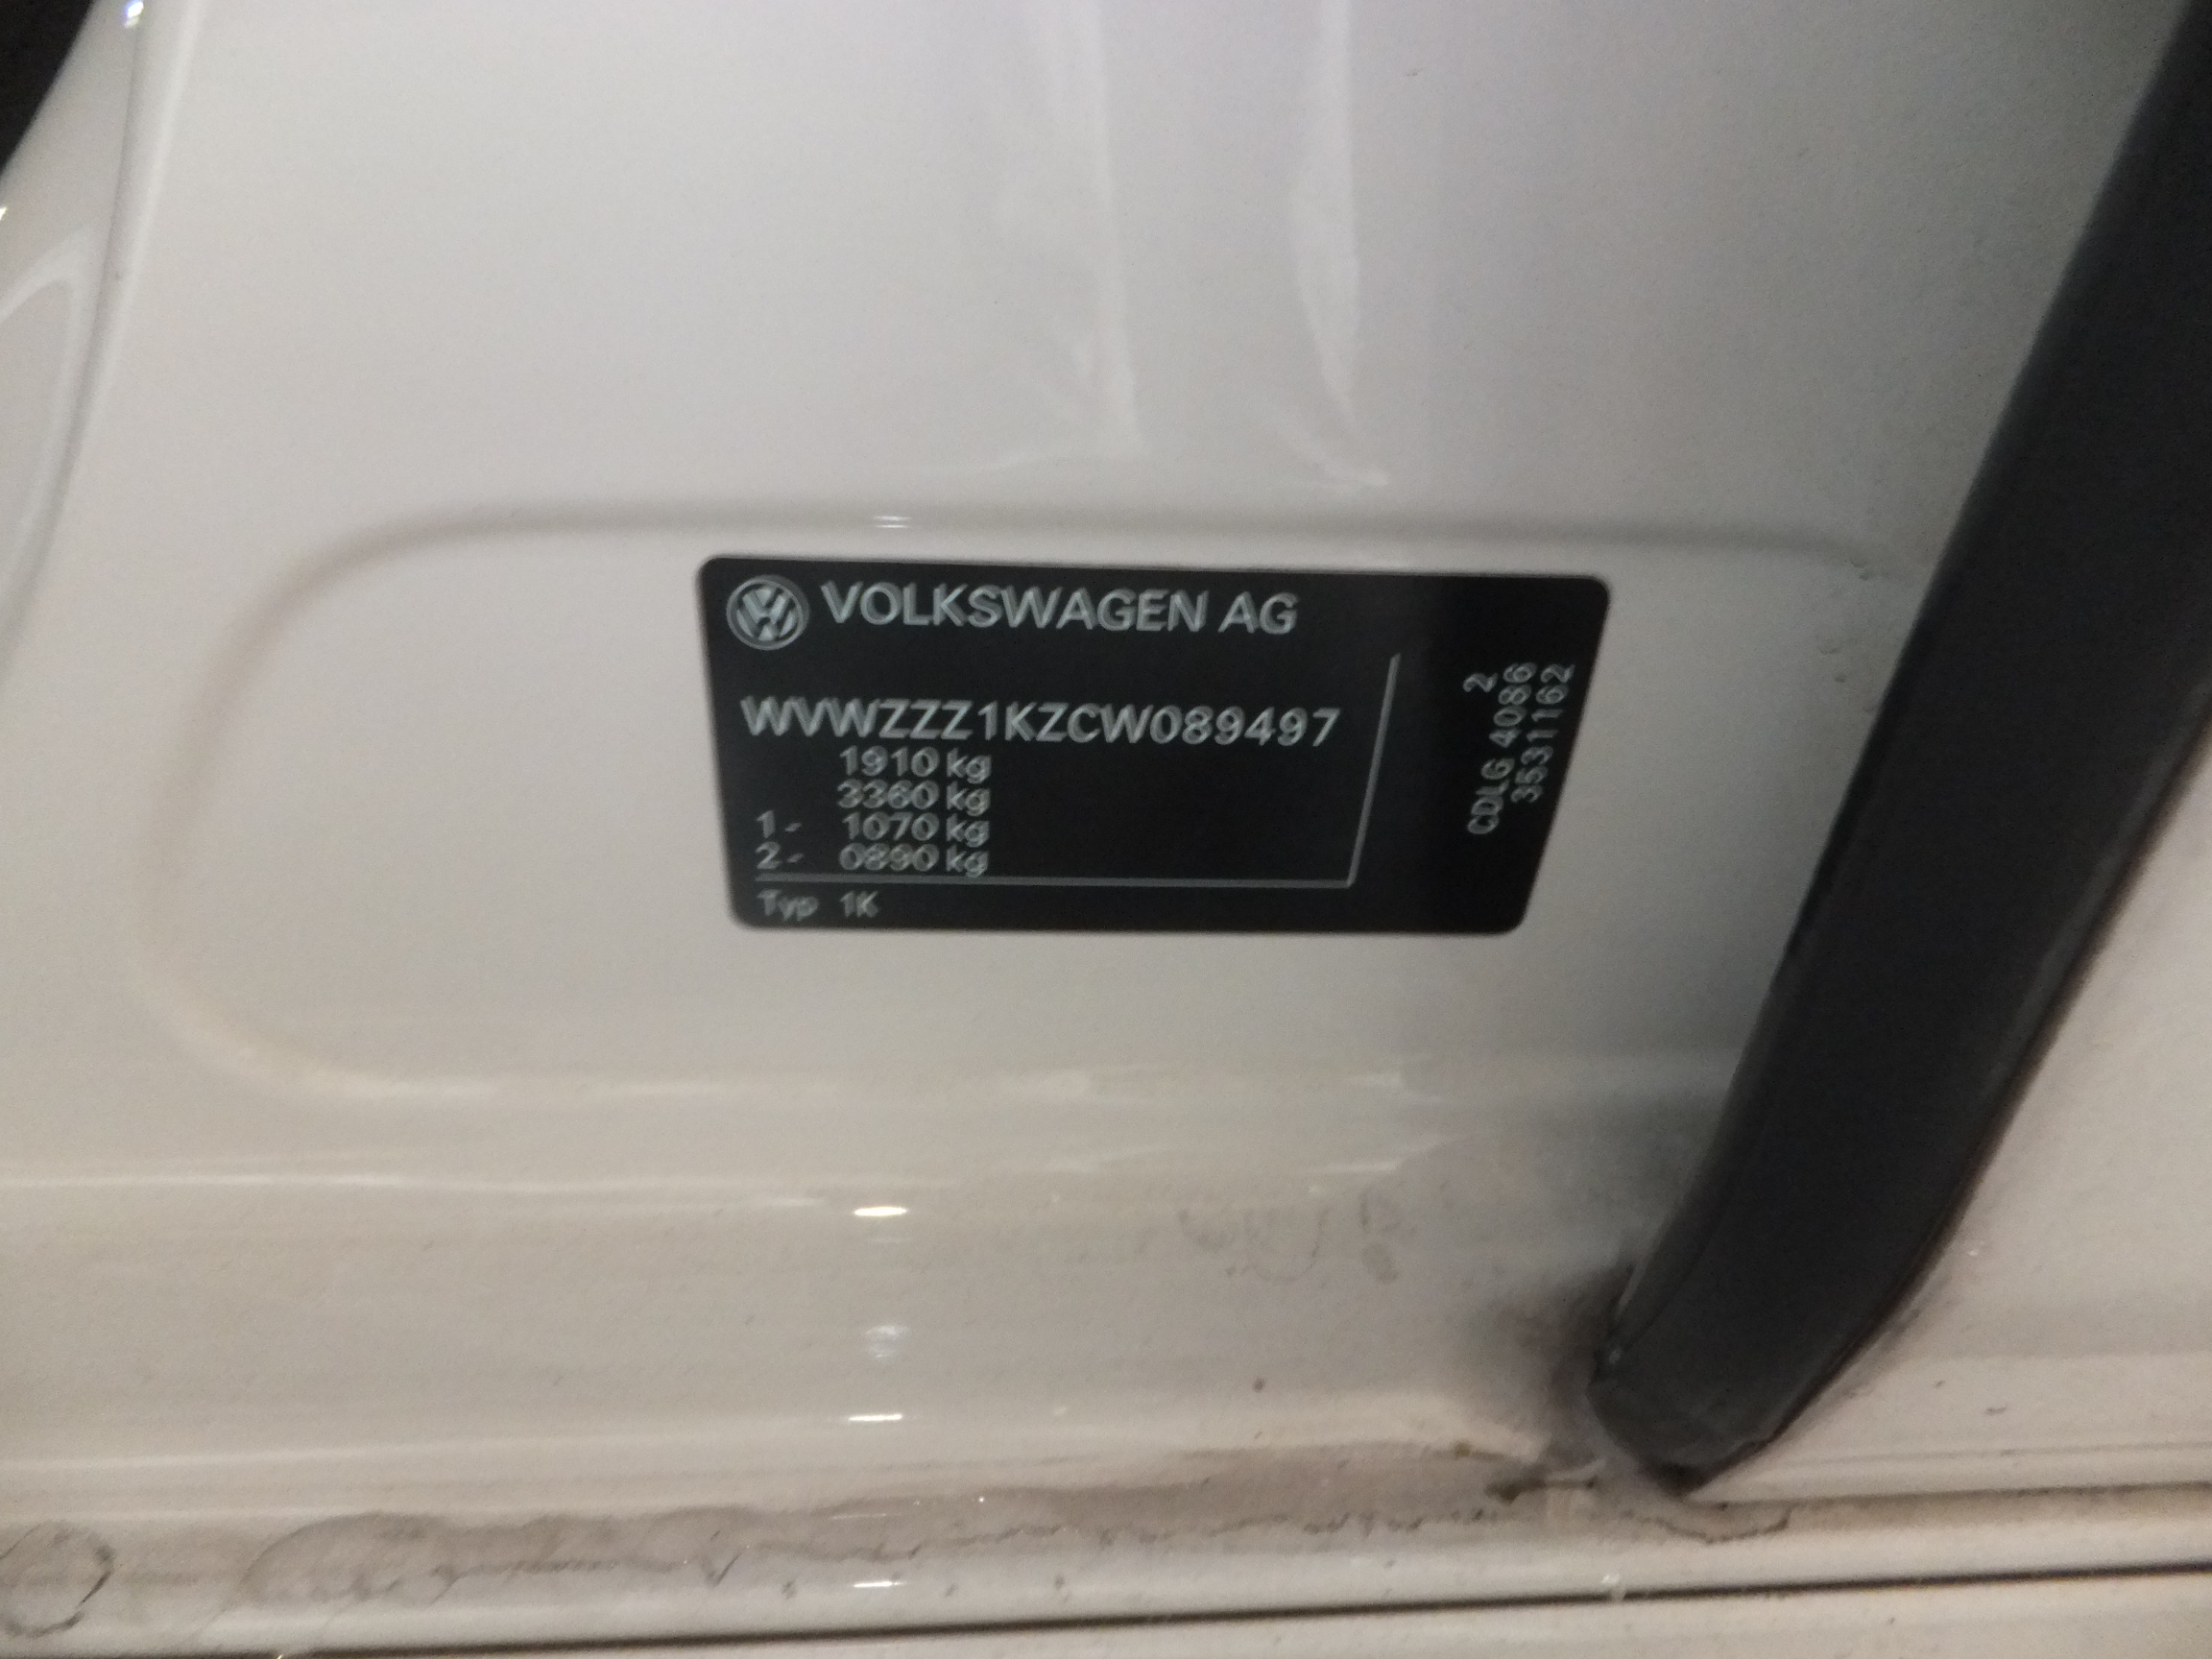 VOLKSWAGEN AG
WVWZZZ1KZCW089497
1910 kg
3360 kg
1- 1070 kg
2- 0890 kg
Typ 1K
2
CDLG 4086
3531162